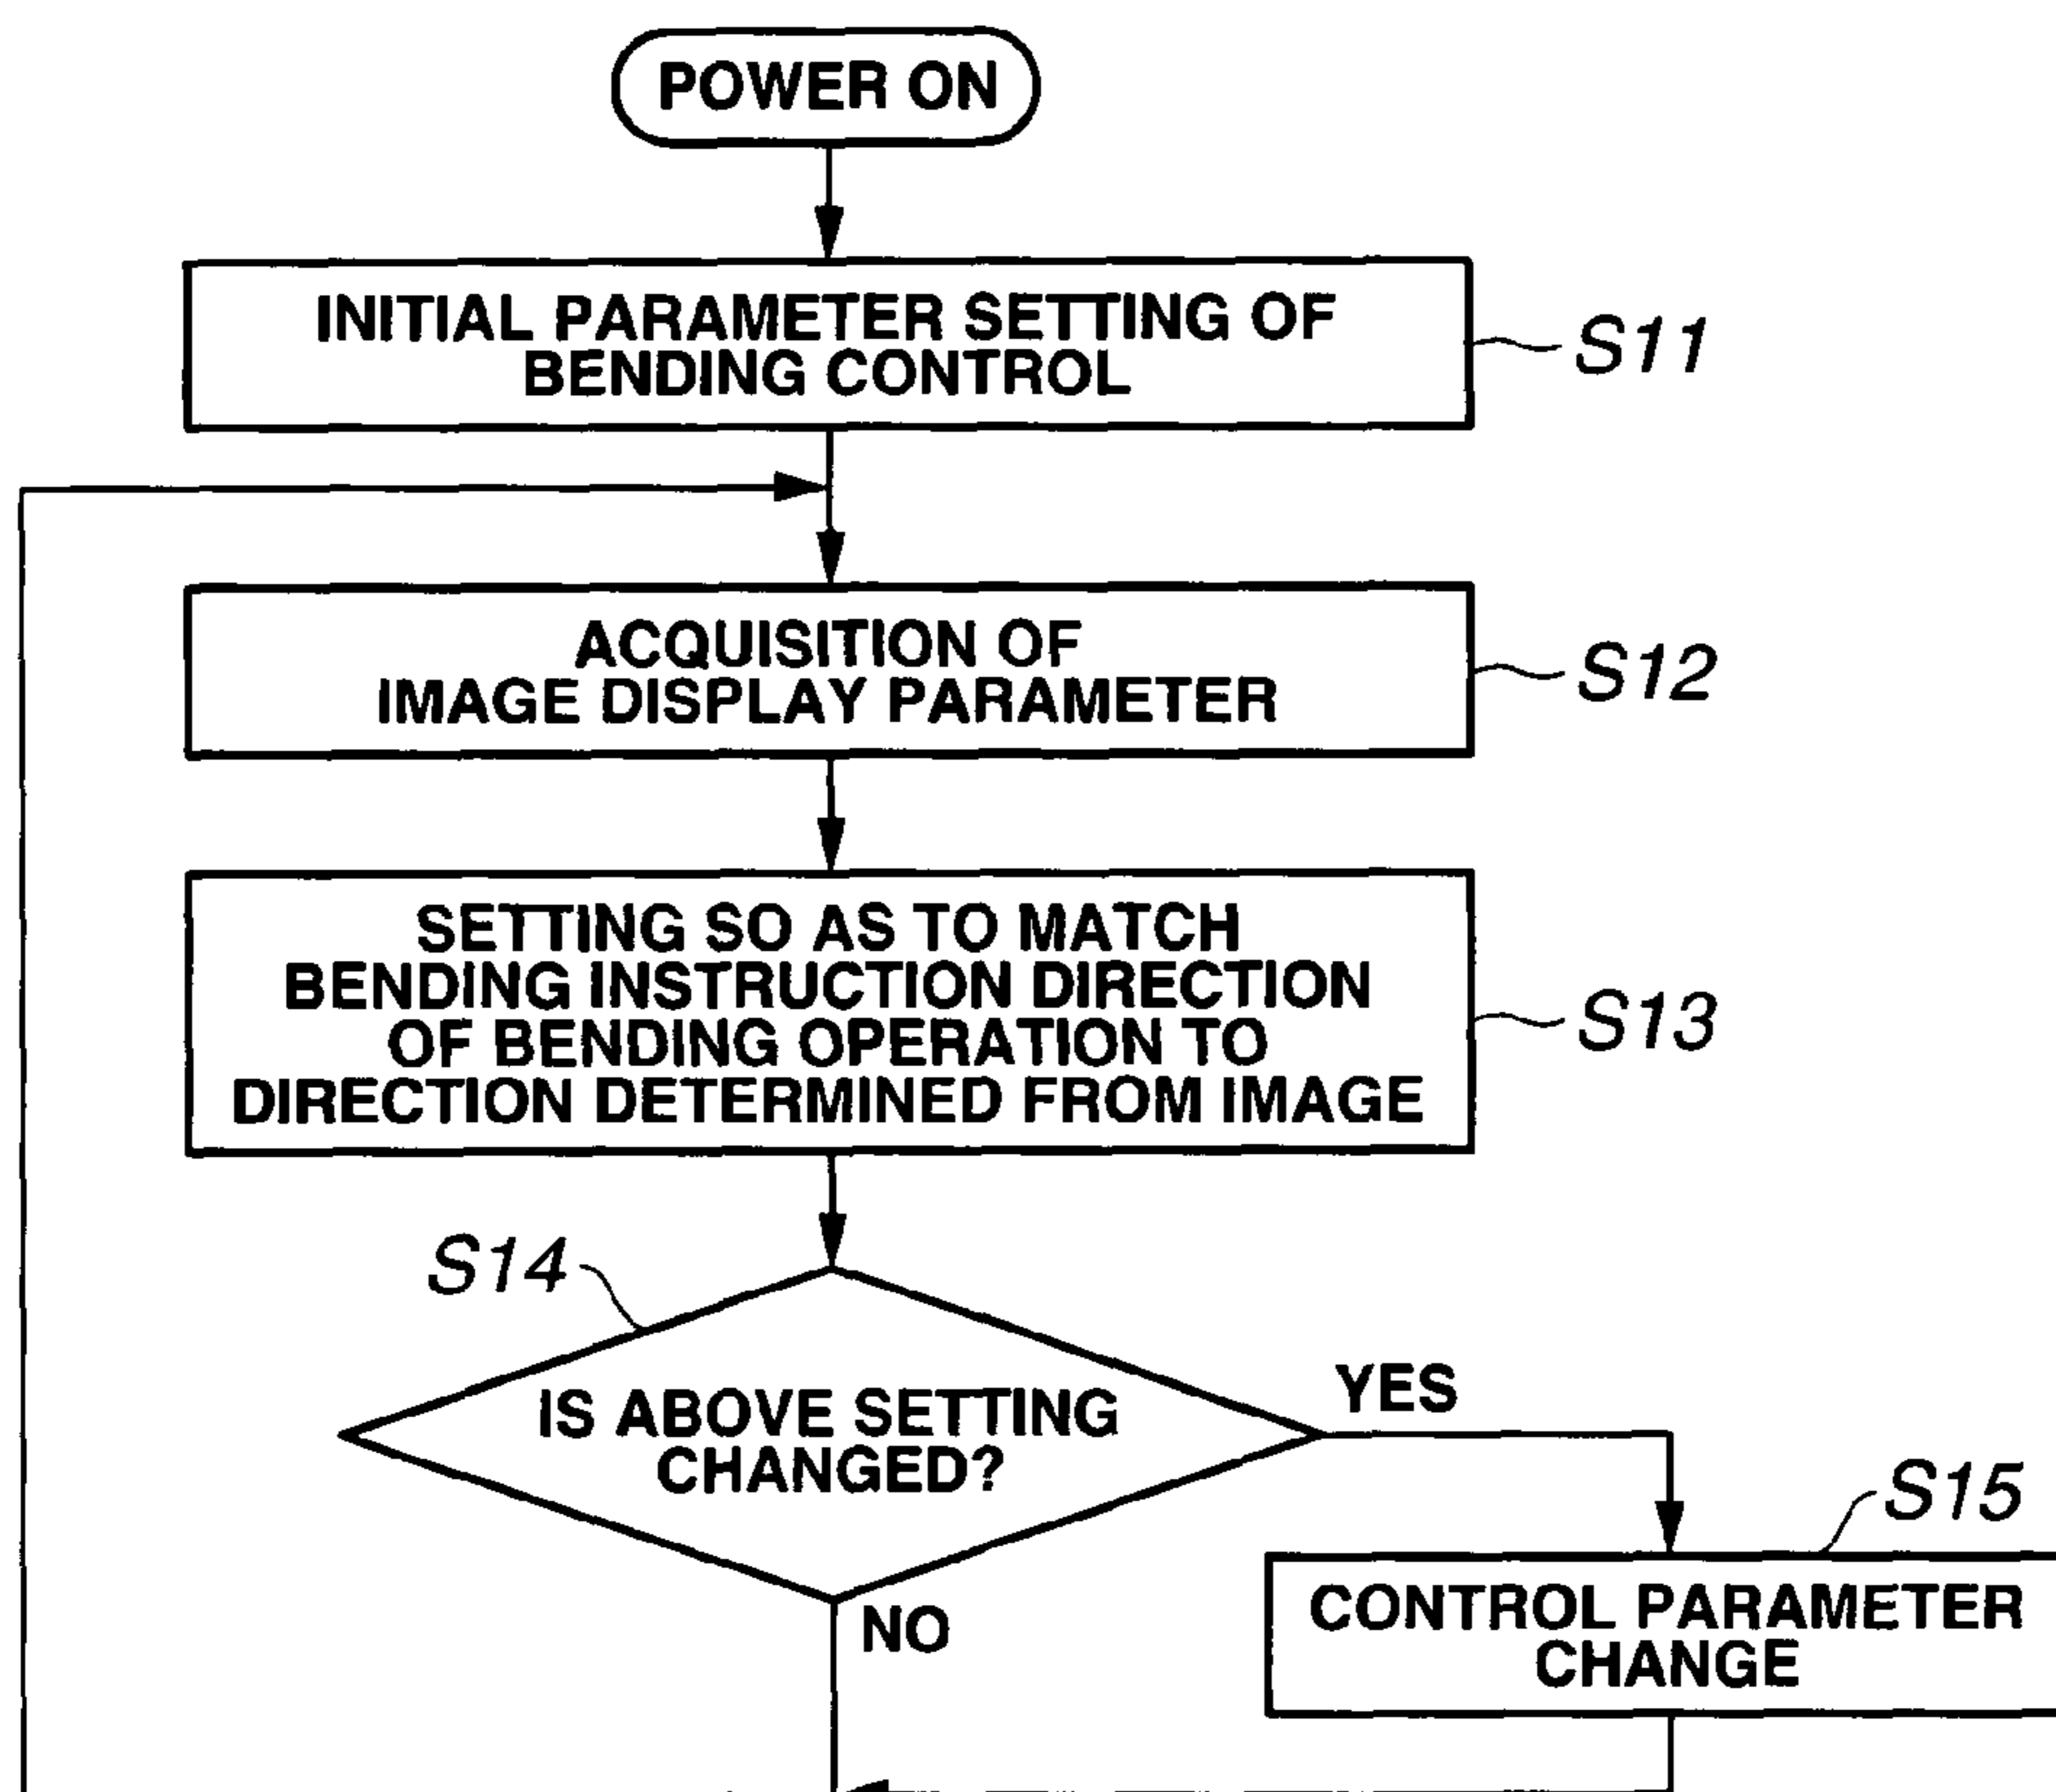 POWER ON
INITIAL PARAMETER SETTING OF
BENDING CONTROL
S11
ACQUISITION OF
IMAGE DISPLAY PARAMETER
S12
SETTING SO AS TO MATCH
BENDING INSTRUCTION DIRECTION
OF BENDING OPERATION TO
DIRECTION DETERMINED FROM IMAGE
S13
S14
IS ABOVE SETTING
CHANGED?
YES
NO
S15
CONTROL PARAMETER
CHANGE